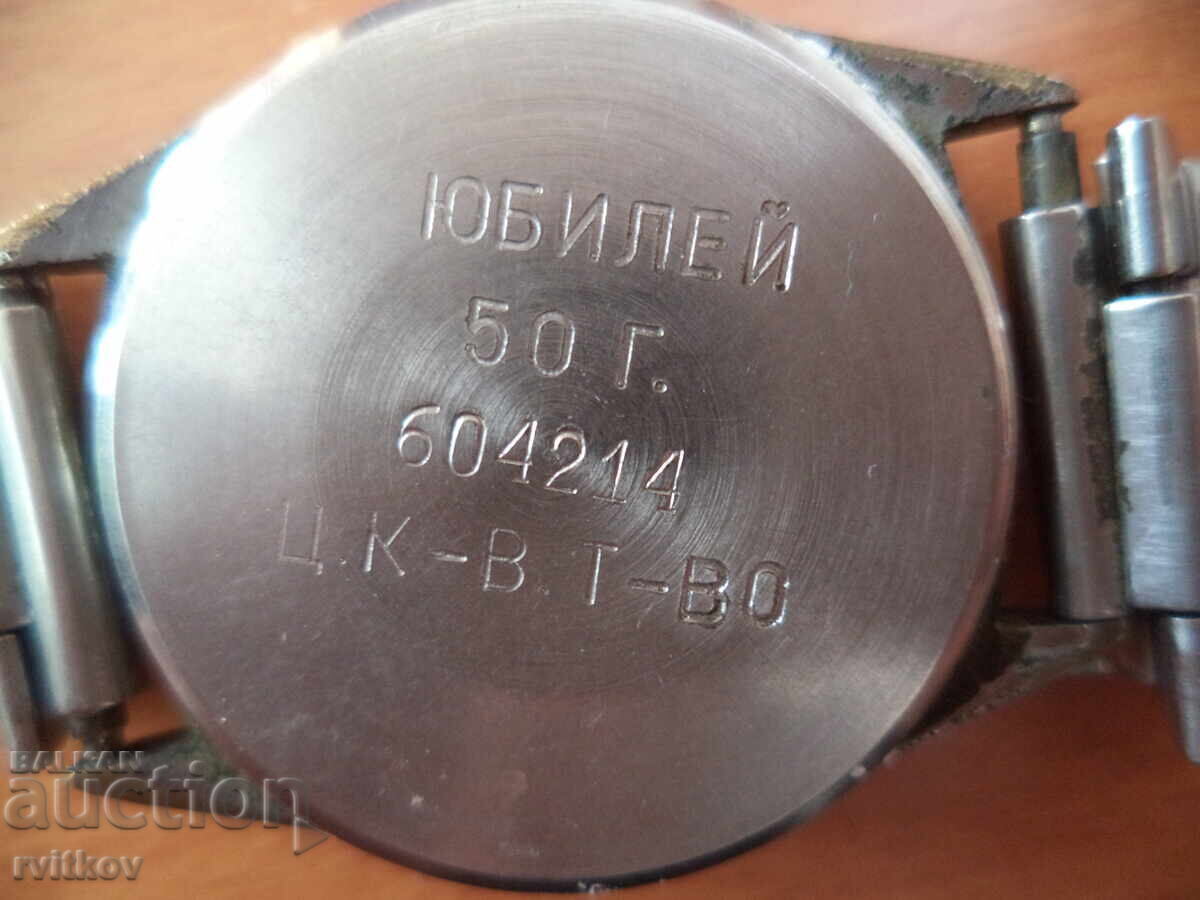 ЮБИЛЕЙ
50 Г.
604214
Ц.К-В.Т-ВО
BALKAN
auction
rvitkov